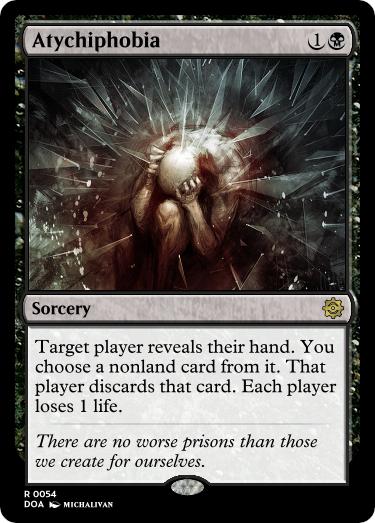 Atychiphobia 1
Sorcery
Target player reveals their hand. You
choose a nonland card from it. That
player discards that card. Each player
loses 1 life.
There are no worse prisons than those
we create for ourselves.
R 0054
DOA MICHALIVAN